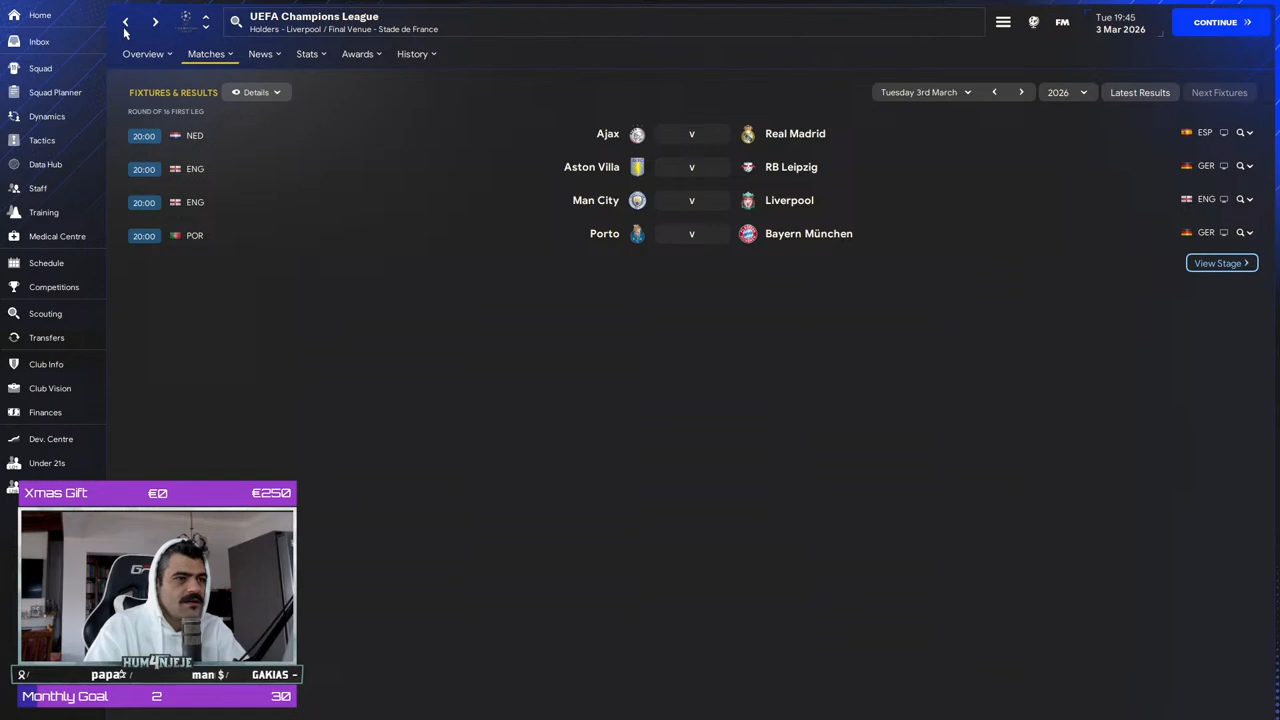 Home
UEFA Champions League
Holders - Liverpool / Final Venue - Stade de France
FM
Tue 19:45
3 Mar 2026
CONTINUE
Inbox
Overview
Matches
News
Stats
Awards
History
Squad
Squad Planner
Dynamics
Tactics
Data Hub
Staff
Training
Medical Centre
Schedule
Competitions
Scouting
Transfers
Club Info
Club Vision
Finances
Dev. Centre
Under 21s
FIXTURES & RESULTS
Details
Tuesday 3rd March
2026
Latest Results
Next Fixtures
ROUND OF 16 FIRST LEG
20:00 NED Ajax v Real Madrid ESP
20:00 ENG Aston Villa v RB Leipzig GER
20:00 ENG Man City v Liverpool ENG
20:00 POR Porto v Bayern München GER
View Stage
Xmas Gift €0 €250
HUM4NJEJE
papa / man $/ GAKIAS -
Monthly Goal 2 30